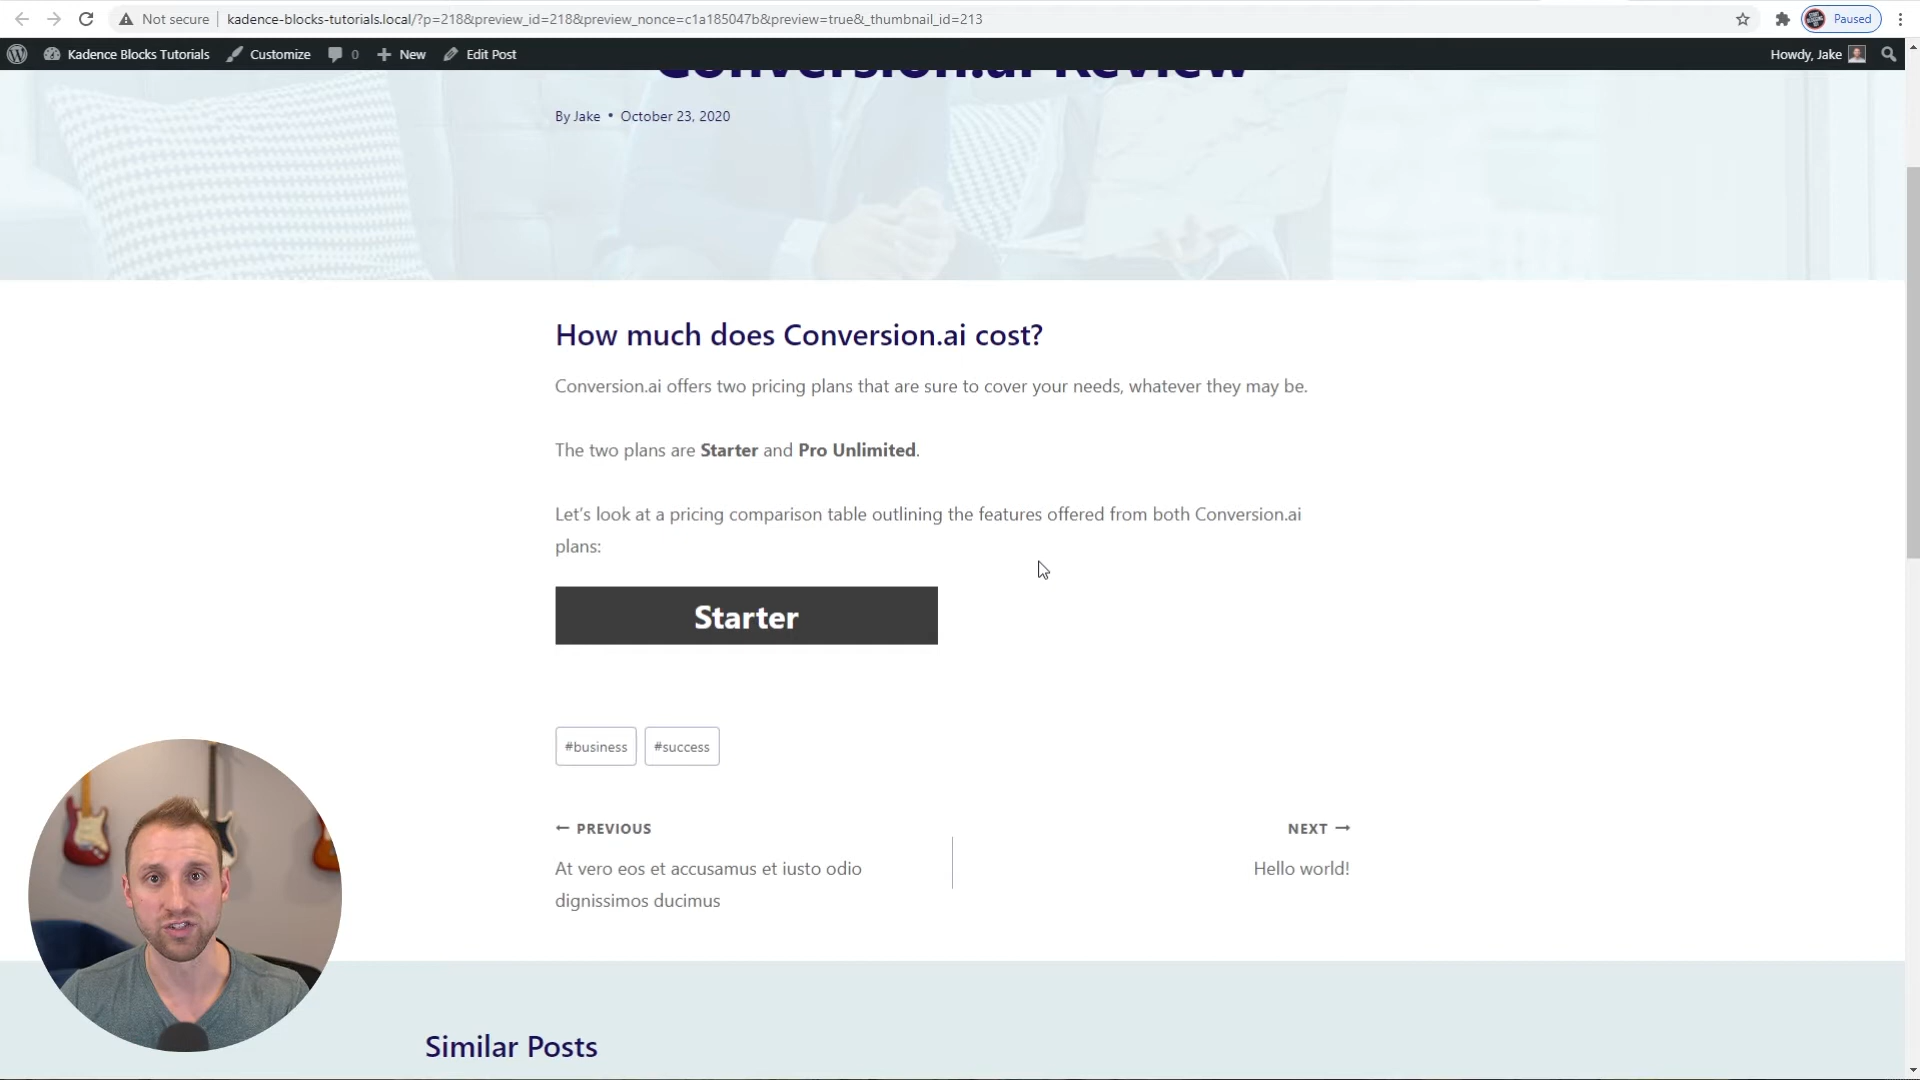 Not secure
kadence-blocks-tutorials.local/?p=218&preview_id=218&preview_nonce=c1a185047b&preview=true&_thumbnail_id=213
Paused
Kadence Blocks Tutorials
Customize
0
New
Edit Post
Howdy, Jake
Conversion.ai Review
By Jake • October 23, 2020
How much does Conversion.ai cost?
Conversion.ai offers two pricing plans that are sure to cover your needs, whatever they may be.
The two plans are Starter and Pro Unlimited.
Let's look at a pricing comparison table outlining the features offered from both Conversion.ai
plans:
Starter
#business
#success
← PREVIOUS
At vero eos et accusamus et iusto odio
dignissimos ducimus
NEXT →
Hello world!
Similar Posts